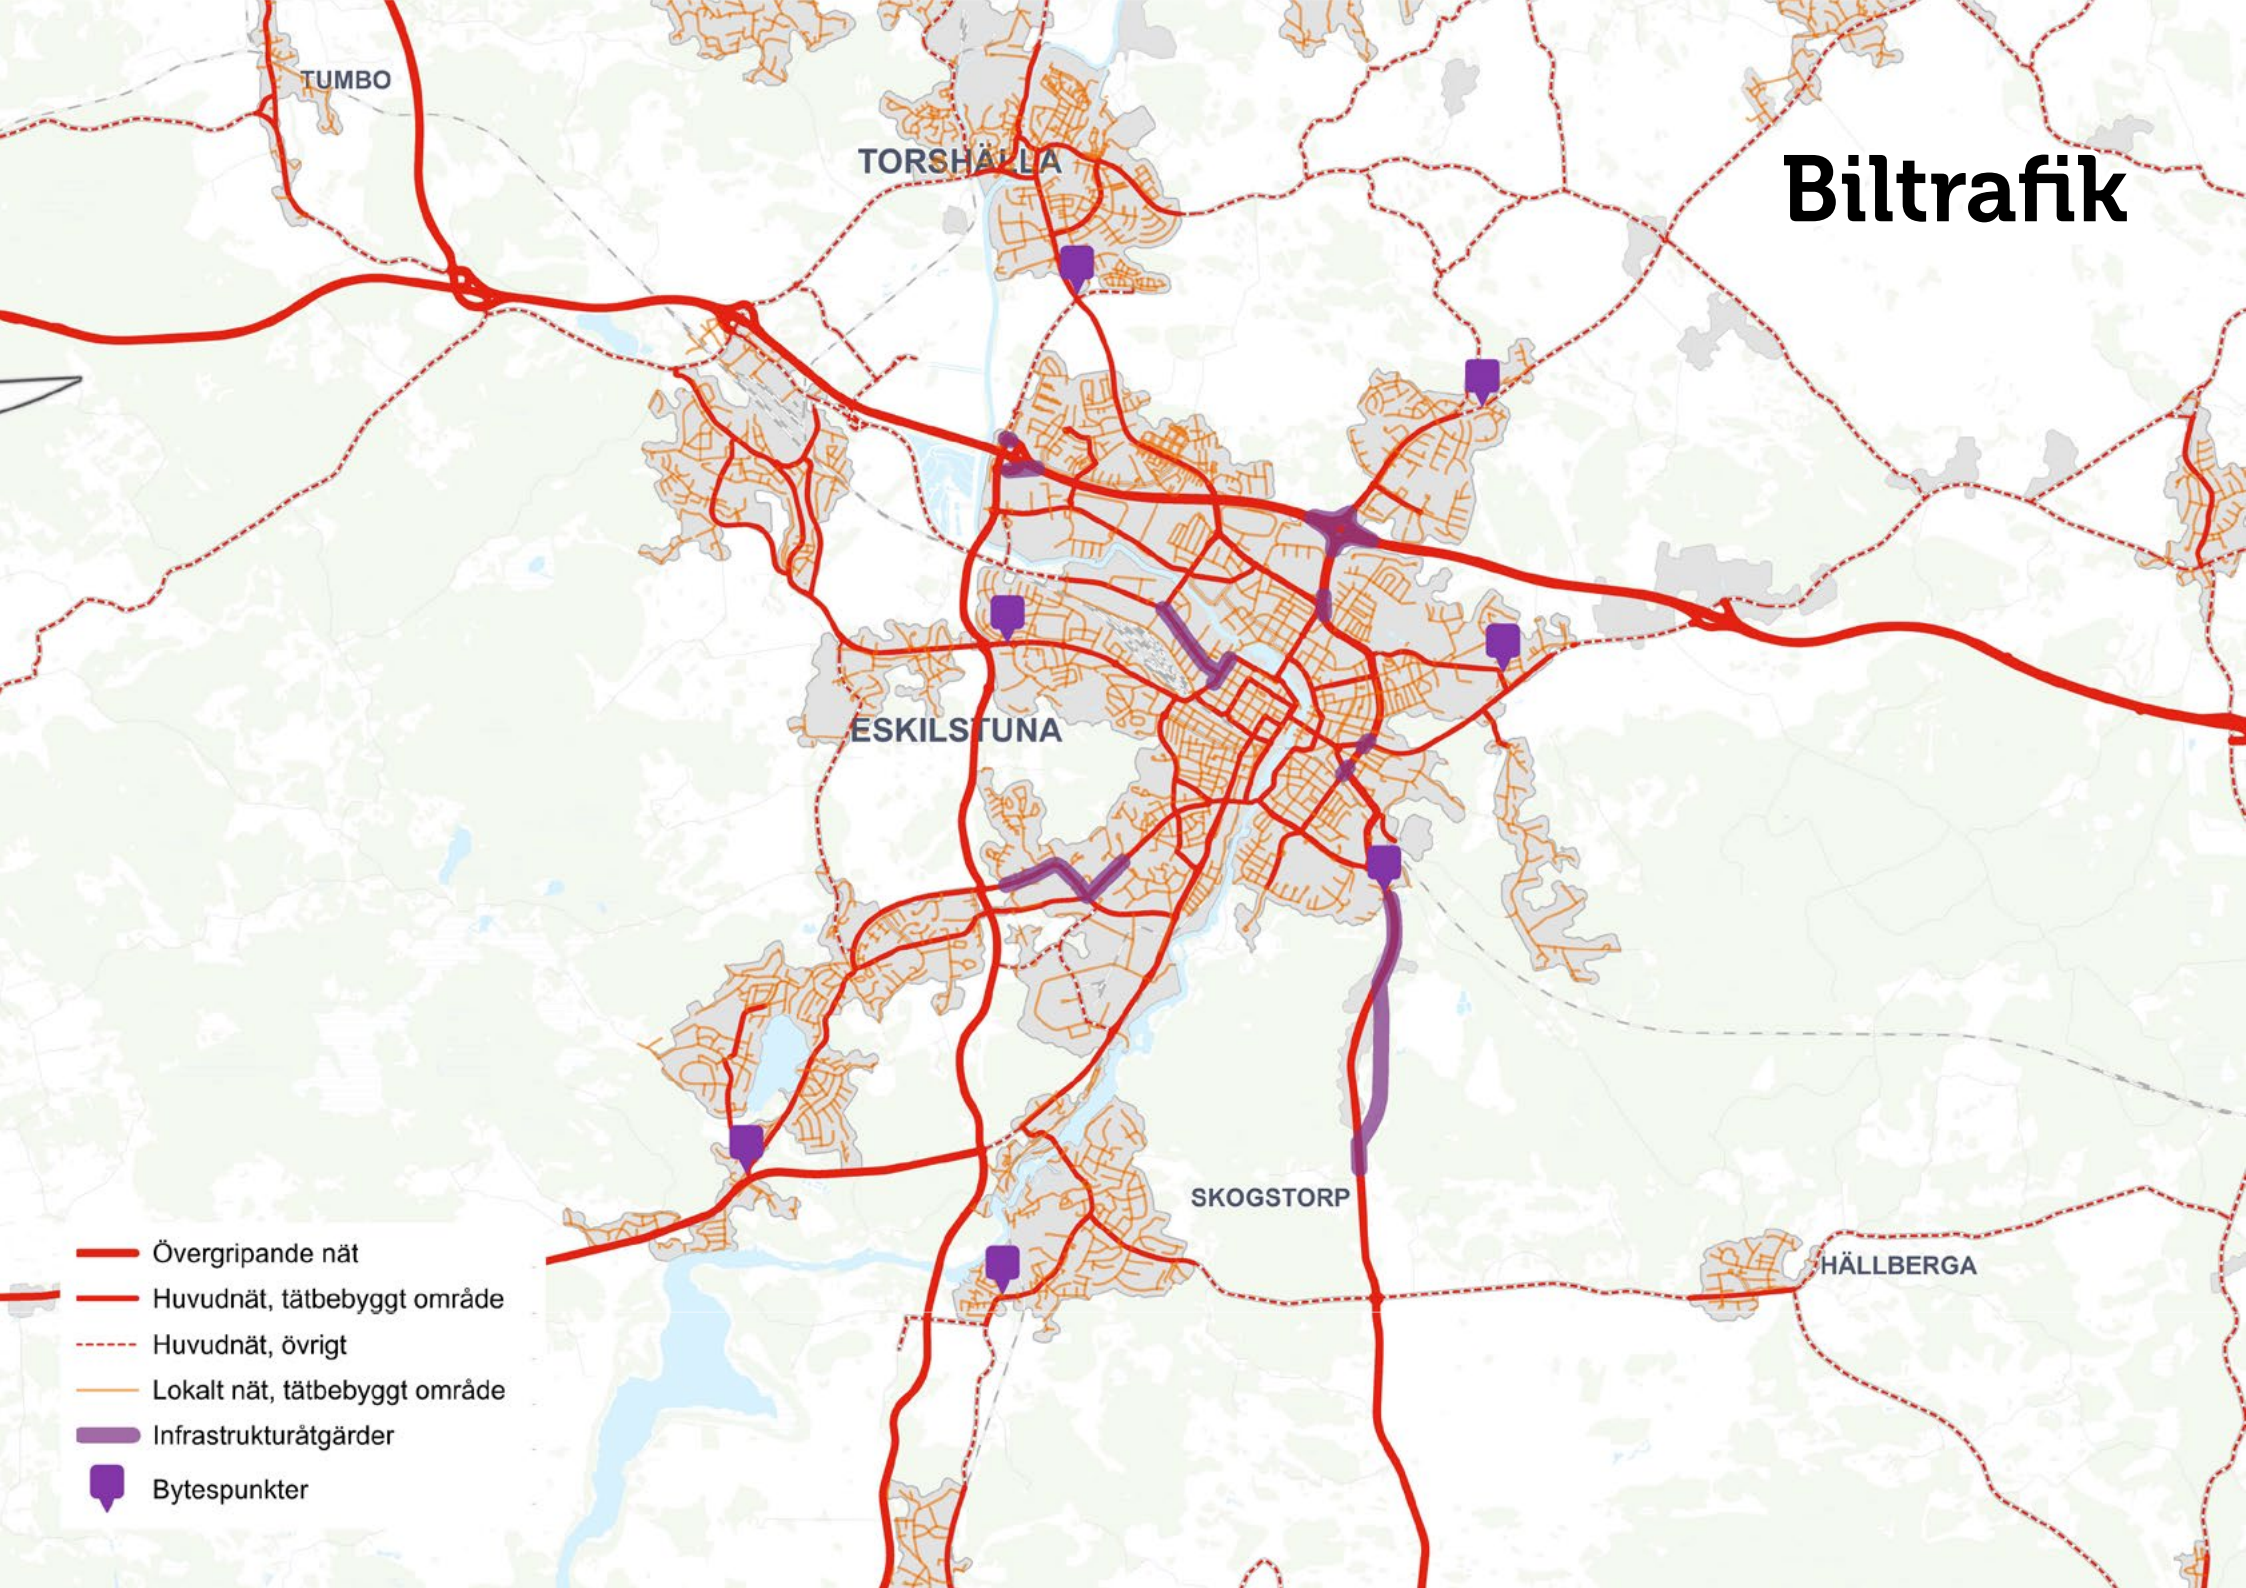 TUMBO
TORSHÄLLA
Biltrafik
ESKILSTUNA
SKOGSTORP
HÄLLBERGA
Övergripande nät
Huvudnät, tätbebyggt område
Huvudnät, övrigt
Lokalt nät, tätbebyggt område
Infrastrukturåtgärder
Bytespunkter